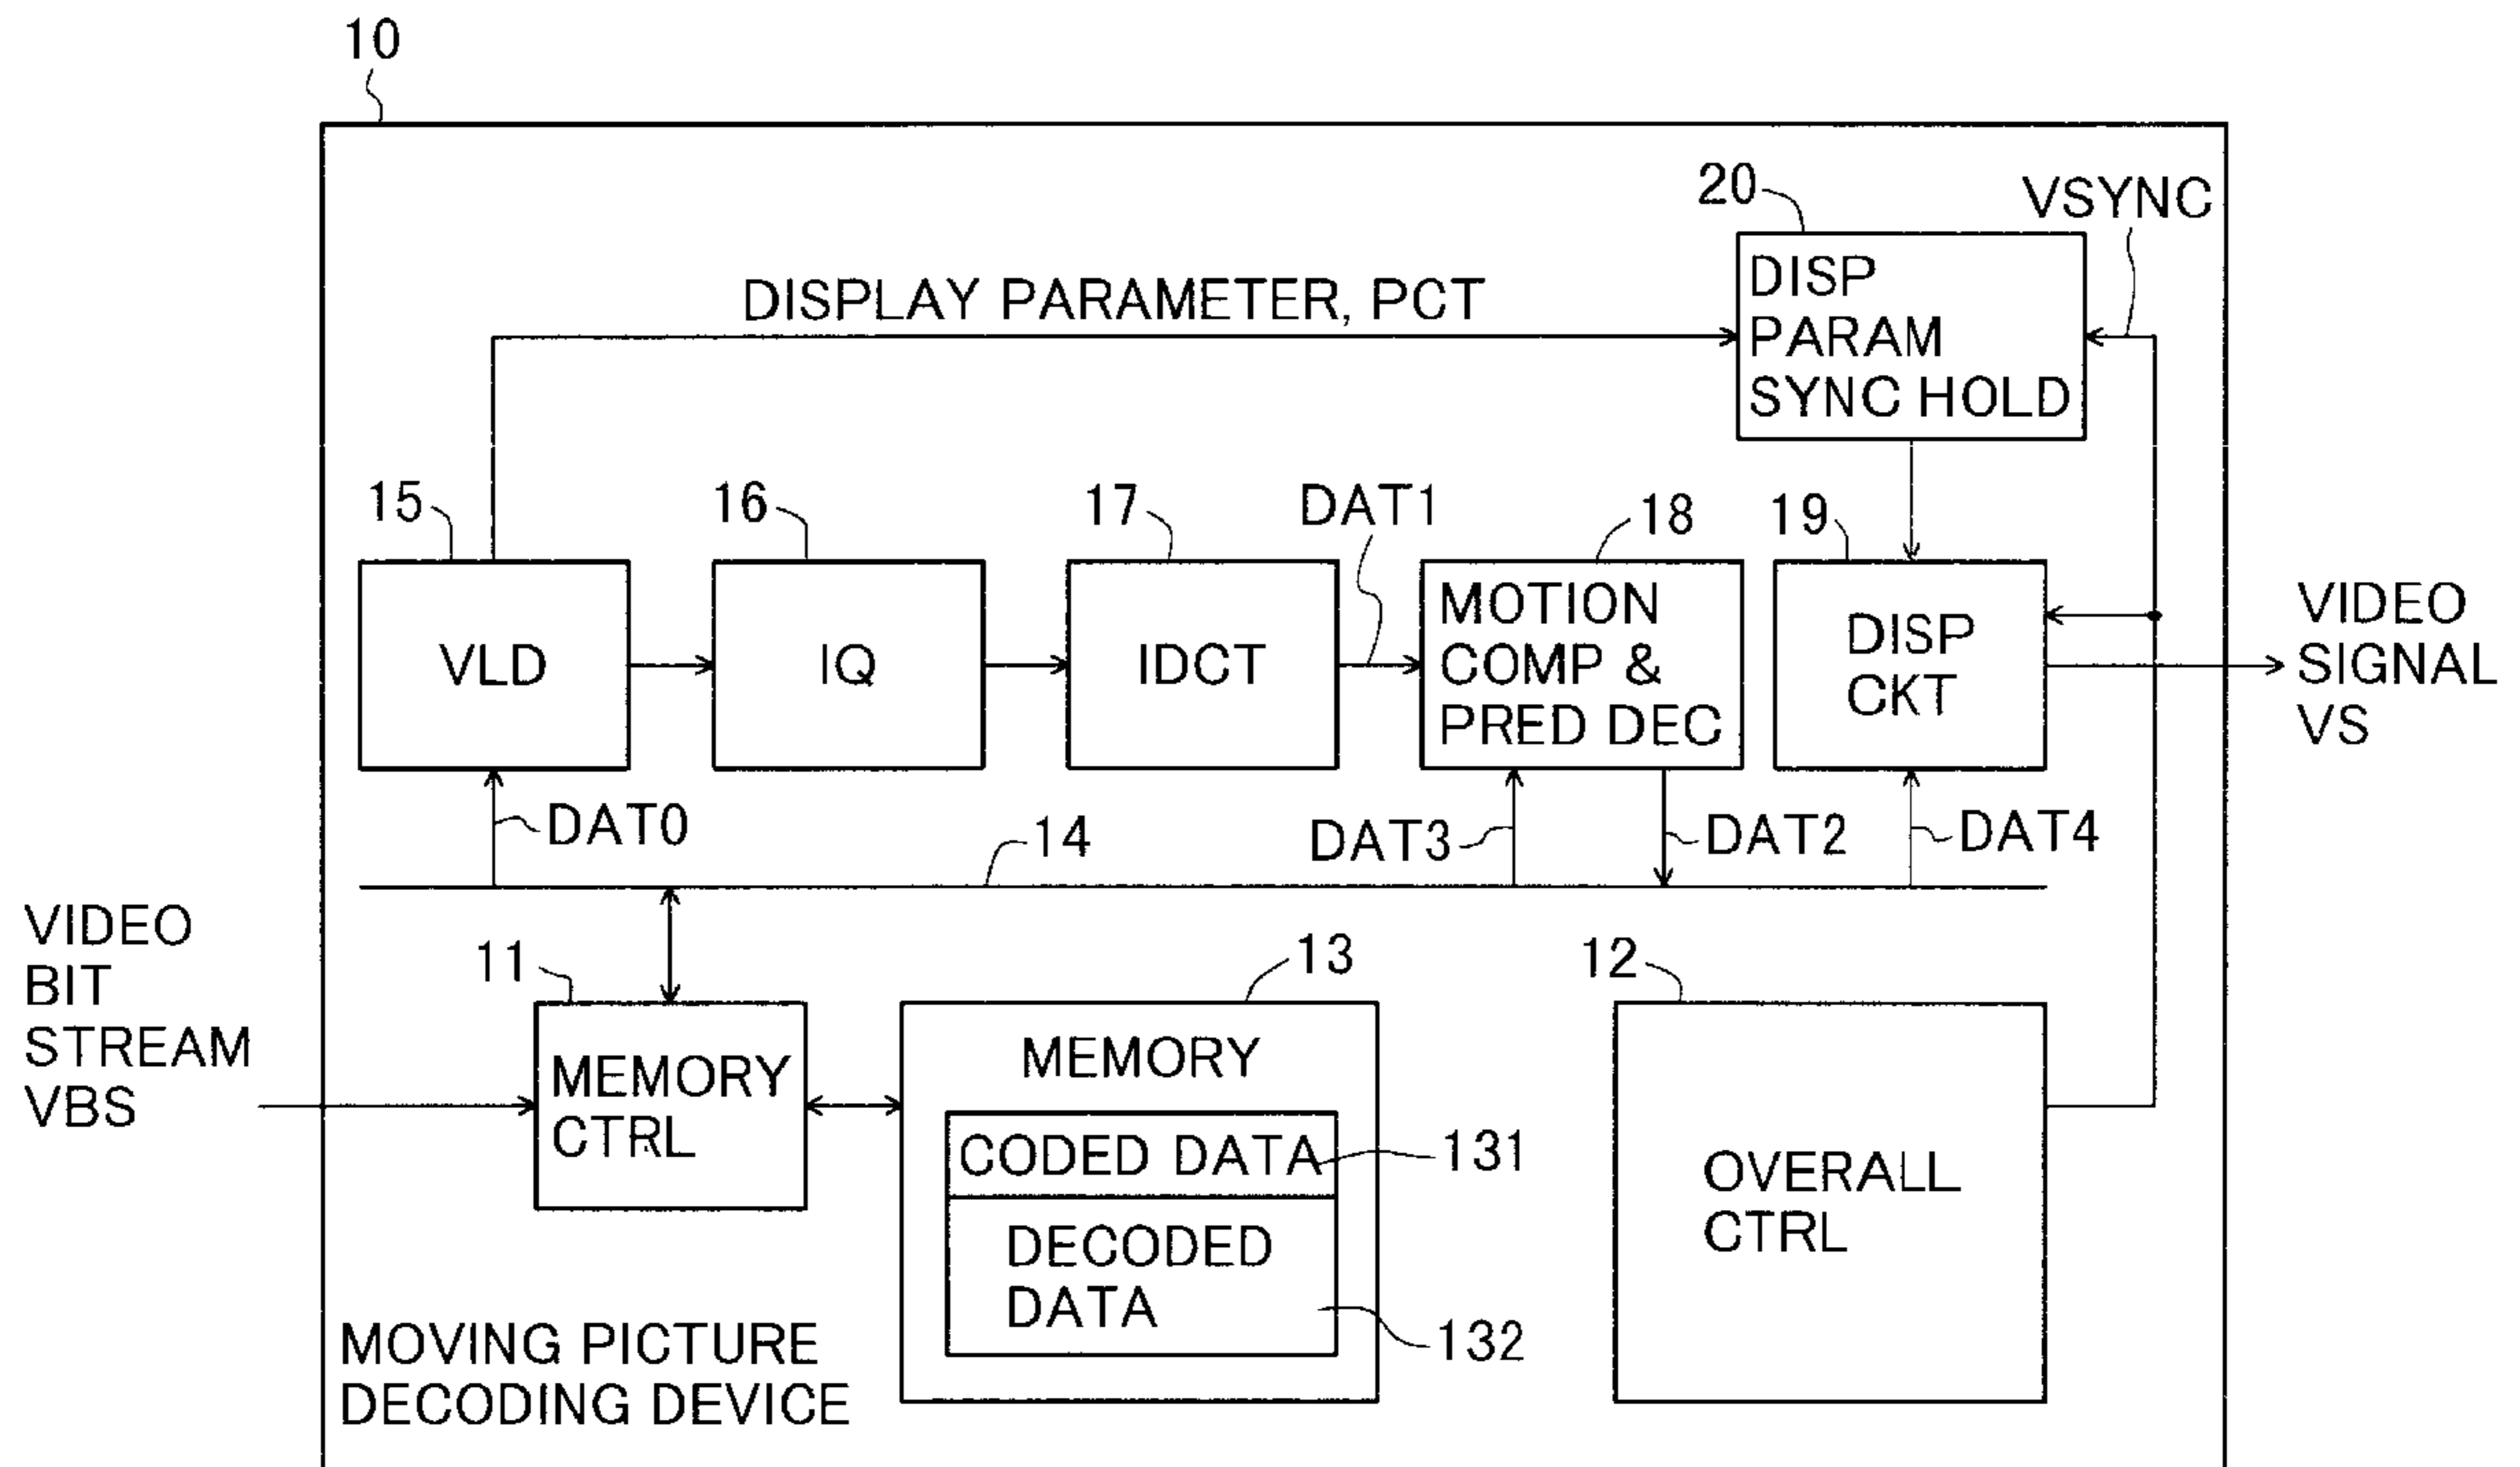 10
20
VSYNC
DISPLAY PARAMETER, PCT
DISP
PARAM
SYNC HOLD
15
16
17
DAT1
18
19
VLD
IQ
IDCT
MOTION
COMP &
PRED DEC
DISP
CKT
VIDEO
SIGNAL
VS
DAT0
14
DAT3
DAT2
DAT4
VIDEO
BIT
STREAM
VBS
11
13
12
MEMORY
CTRL
MEMORY
CODED DATA
131
DECODED
DATA
132
OVERALL
CTRL
MOVING PICTURE
DECODING DEVICE